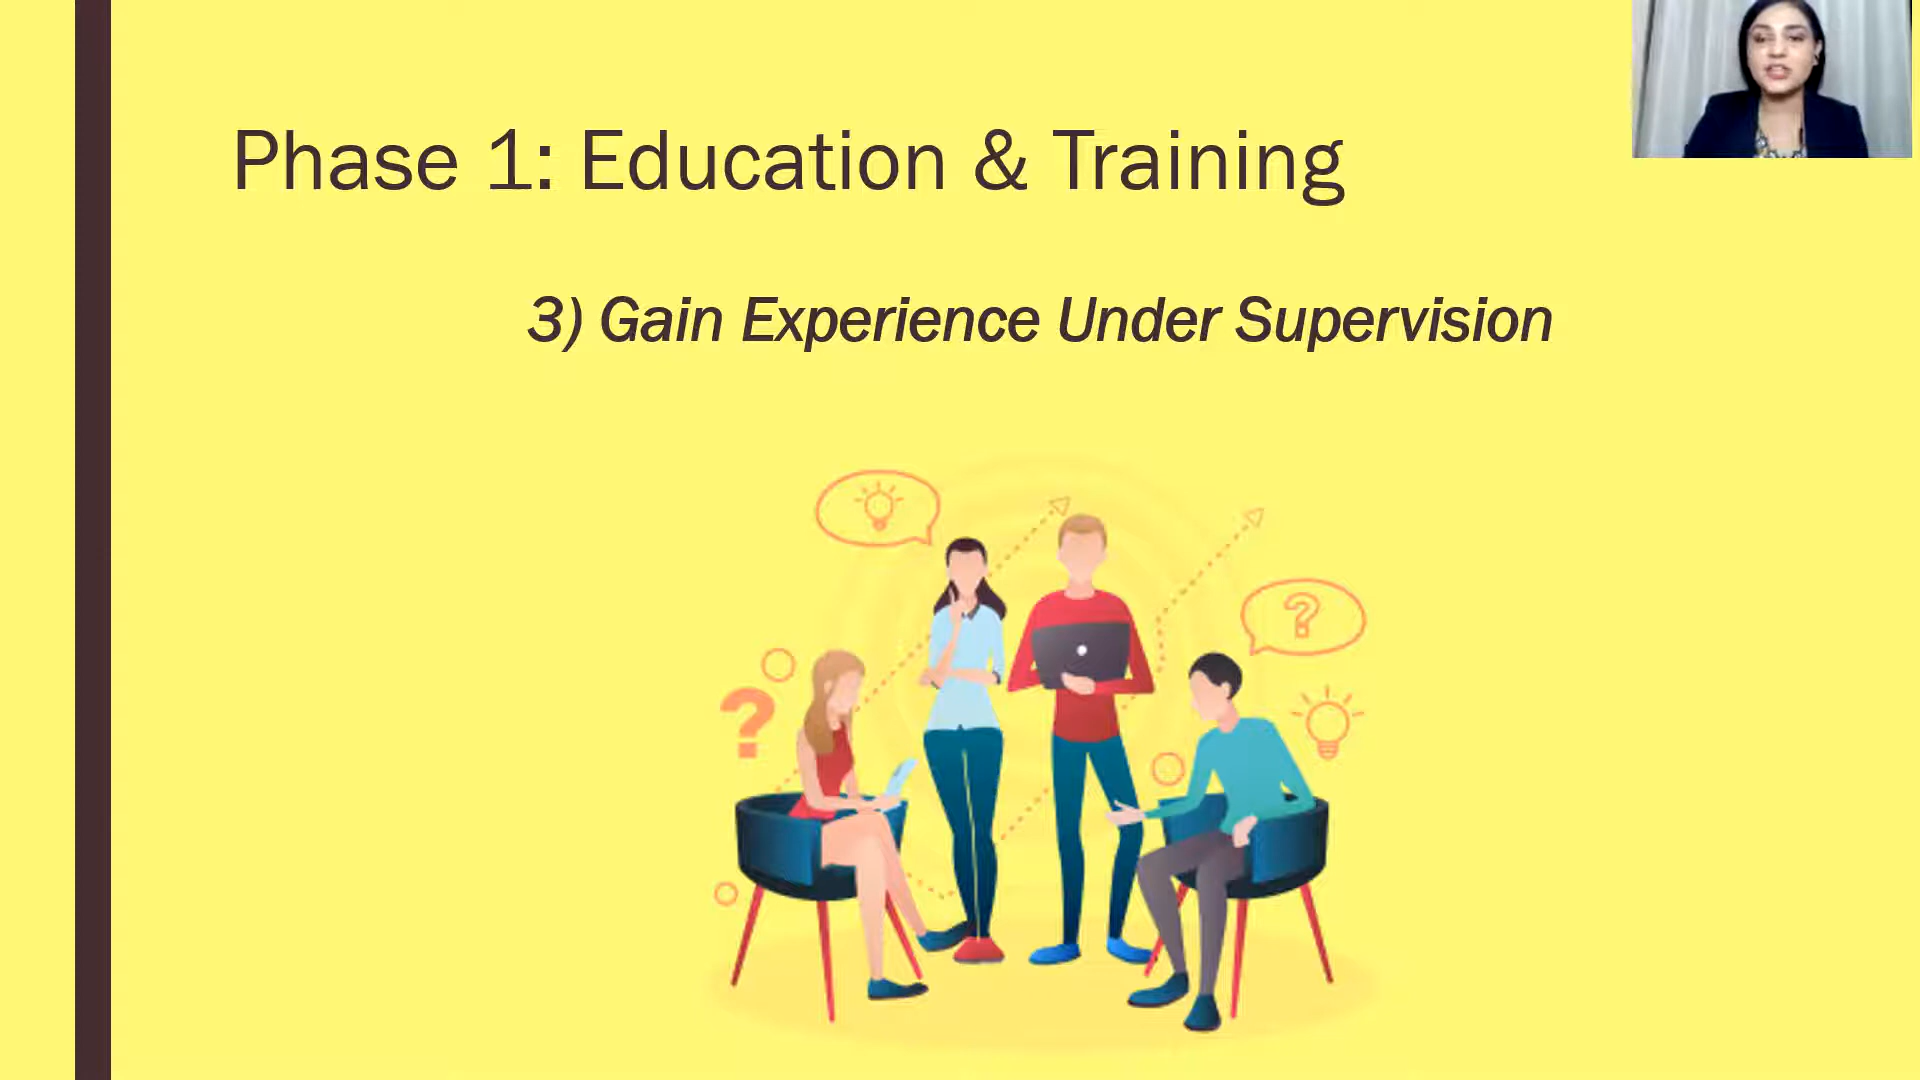 Phase 1: Education & Training
3) Gain Experience Under Supervision
?
?